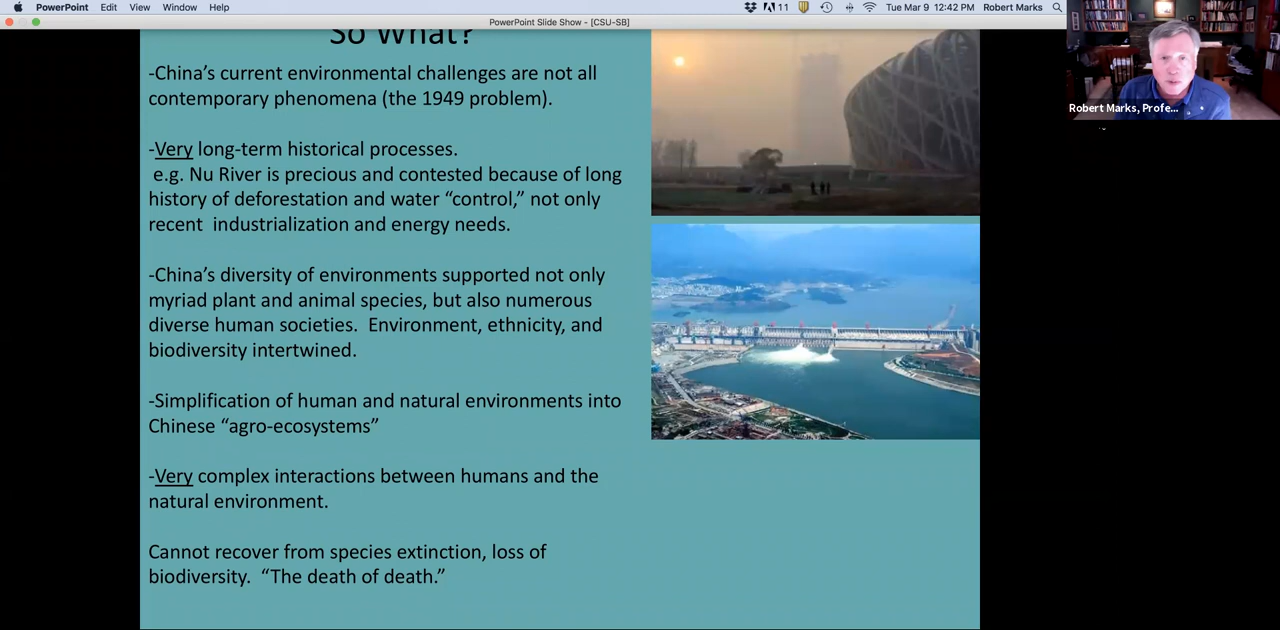 PowerPoint Edit View Window Help 11 Tue Mar 9 12:42 PM Robert Marks
PowerPoint Slide Show - [CSU-SB]
So What?
-China’s current environmental challenges are not all
contemporary phenomena (the 1949 problem).
-Very long-term historical processes.
e.g. Nu River is precious and contested because of long
history of deforestation and water “control,” not only
recent industrialization and energy needs.
-China’s diversity of environments supported not only
myriad plant and animal species, but also numerous
diverse human societies. Environment, ethnicity, and
biodiversity intertwined.
-Simplification of human and natural environments into
Chinese “agro-ecosystems”
-Very complex interactions between humans and the
natural environment.
Cannot recover from species extinction, loss of
biodiversity. “The death of death.”
Robert Marks, Profe...